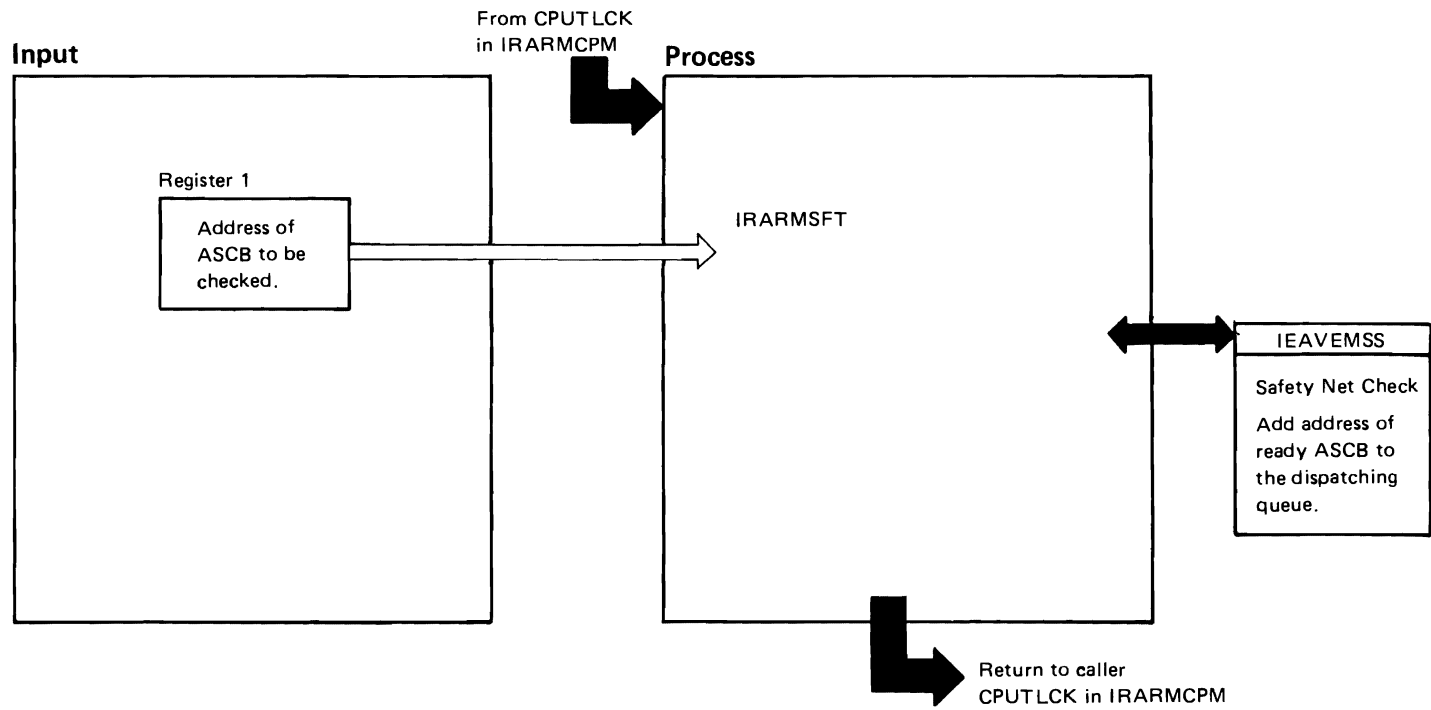 From CPUTLCK
in IRARMCPM
Input
Process
Register 1
Address of
ASCB to be
checked.
IRARMSFT
IEAVEMSS
Safety Net Check
Add address of
ready ASCB to
the dispatching
queue.
Return to caller
CPUTLCK in IRARMCPM